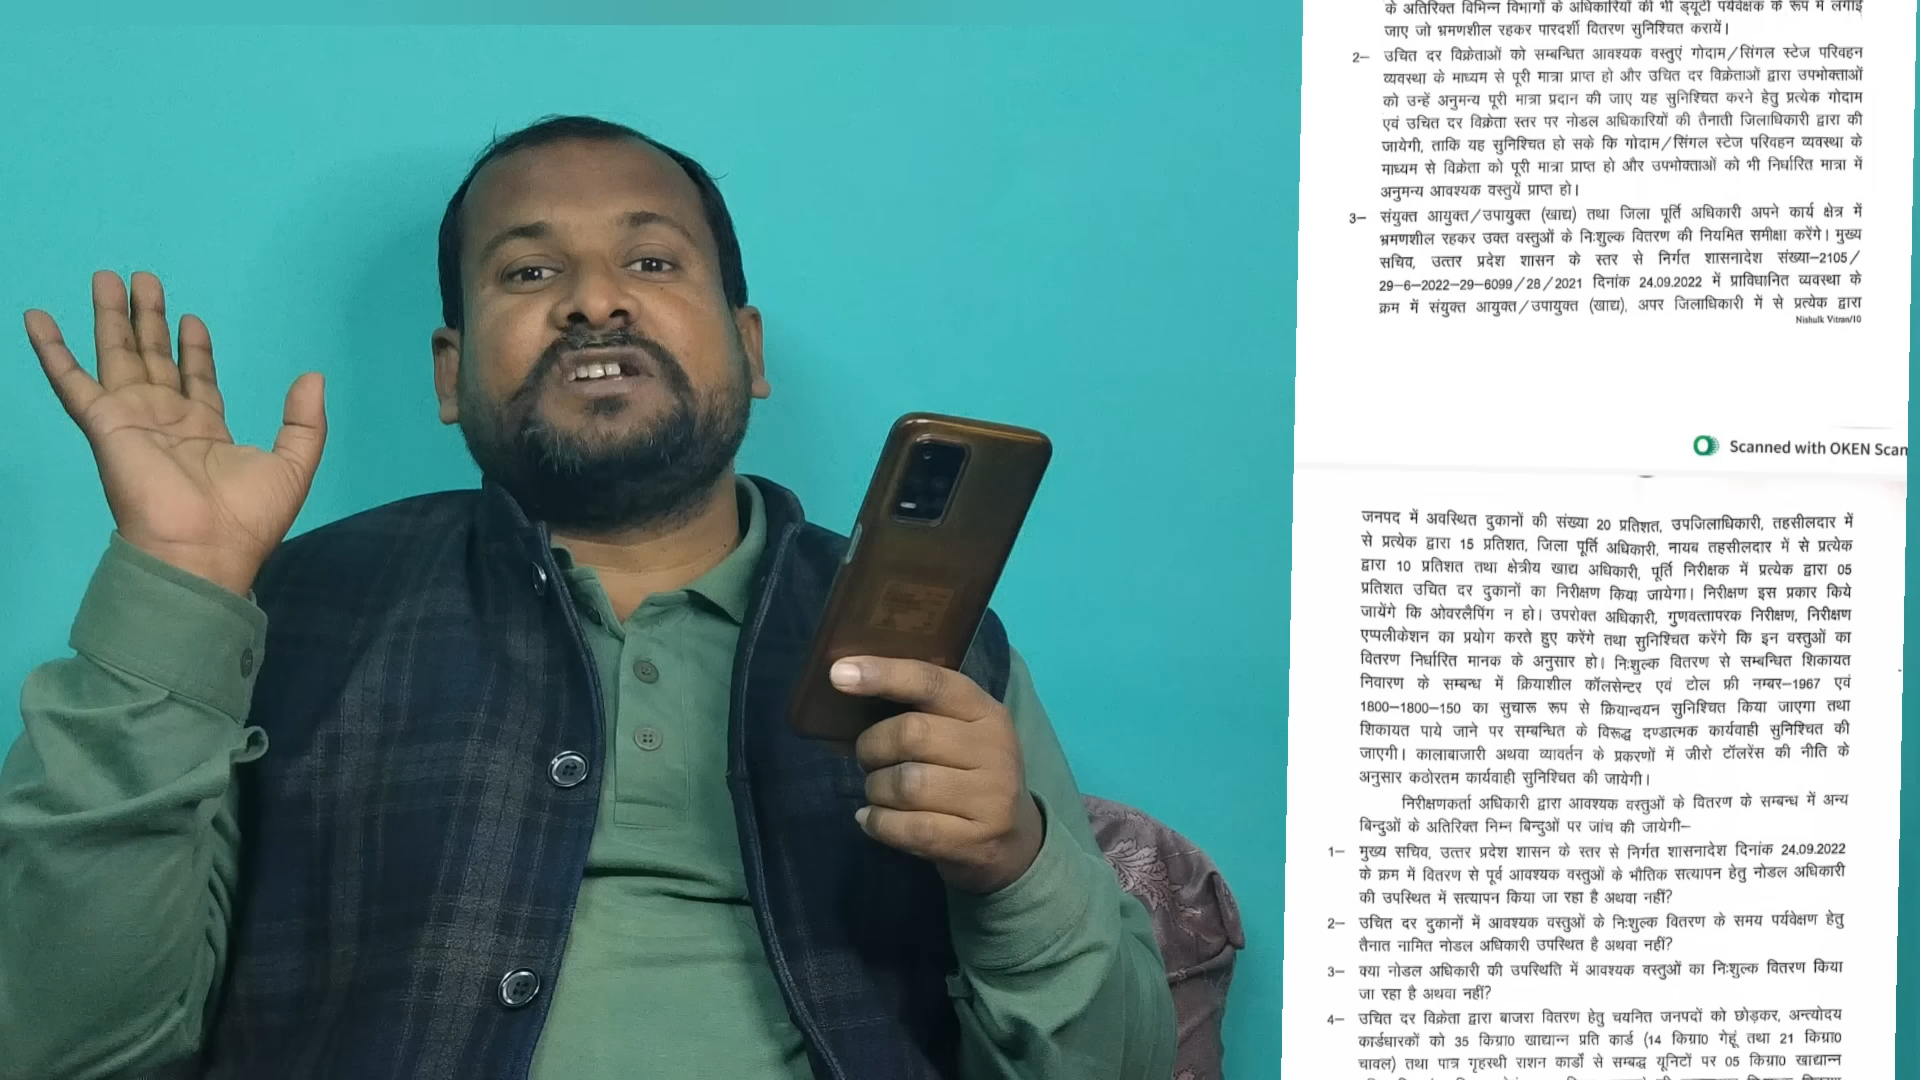 के अतिरिक्त विभिन्न विभागों के अधिकारियों की भी ड्यूटी पर्यवेक्षक के रूप में लगाई
जाए जो भ्रमणशील रहकर पारदर्शी वितरण सुनिश्चित करायें।
2– उचित दर विक्रेताओं को सम्बन्धित आवश्यक वस्तुएं गोदाम/सिंगल स्टेज परिवहन
व्यवस्था के माध्यम से पूरी मात्रा प्राप्त हो और उचित दर विक्रेताओं द्वारा उपभोक्ताओं
को उन्हें अनुमन्य पूरी मात्रा प्रदान की जाए यह सुनिश्चित करने हेतु प्रत्येक गोदाम
एवं उचित दर विक्रेता स्तर पर नोडल अधिकारियों की तैनाती जिलाधिकारी द्वारा की
जायेगी, ताकि यह सुनिश्चित हो सके कि गोदाम/सिंगल स्टेज परिवहन व्यवस्था के
माध्यम से विक्रेता को पूरी मात्रा प्राप्त हो और उपभोक्ताओं को भी निर्धारित मात्रा में
अनुमन्य आवश्यक वस्तुयें प्राप्त हो।
3– संयुक्त आयुक्त/उपायुक्त (खाद्य) तथा जिला पूर्ति अधिकारी अपने कार्य क्षेत्र में
भ्रमणशील रहकर उक्त वस्तुओं के निःशुल्क वितरण की नियमित समीक्षा करेंगे। मुख्य
सचिव, उत्तर प्रदेश शासन के स्तर से निर्गत शासनादेश संख्या–2105/
29–6–2022–29–6099/28/2021 दिनांक 24.09.2022 में प्राविधानित व्यवस्था के
क्रम में संयुक्त आयुक्त/उपायुक्त (खाद्य), अपर जिलाधिकारी में से प्रत्येक द्वारा
Nishulk Vitran/10
Scanned with OKEN Scan
जनपद में अवस्थित दुकानों की संख्या 20 प्रतिशत, उपजिलाधिकारी, तहसीलदार में
से प्रत्येक द्वारा 15 प्रतिशत, जिला पूर्ति अधिकारी, नायब तहसीलदार में से प्रत्येक
द्वारा 10 प्रतिशत तथा क्षेत्रीय खाद्य अधिकारी, पूर्ति निरीक्षक में प्रत्येक द्वारा 05
प्रतिशत उचित दर दुकानों का निरीक्षण किया जायेगा। निरीक्षण इस प्रकार किये
जायेंगे कि ओवरलैपिंग न हो। उपरोक्त अधिकारी, गुणवत्तापरक निरीक्षण, निरीक्षण
एप्पलीकेशन का प्रयोग करते हुए करेंगे तथा सुनिश्चित करेंगे कि इन वस्तुओं का
वितरण निर्धारित मानक के अनुसार हो। निःशुल्क वितरण से सम्बन्धित शिकायत
निवारण के सम्बन्ध में क्रियाशील कॉलसेन्टर एवं टोल फ्री नम्बर–1967 एवं
1800–1800–150 का सुचारू रूप से क्रियान्वयन सुनिश्चित किया जाएगा तथा
शिकायत पाये जाने पर सम्बन्धित के विरूद्ध दण्डात्मक कार्यवाही सुनिश्चित की
जाएगी। कालाबाजारी अथवा व्यावर्तन के प्रकरणों में जीरो टॉलरेंस की नीति के
अनुसार कठोरतम कार्यवाही सुनिश्चित की जायेगी।
निरीक्षणकर्ता अधिकारी द्वारा आवश्यक वस्तुओं के वितरण के सम्बन्ध में अन्य
बिन्दुओं के अतिरिक्त निम्न बिन्दुओं पर जांच की जायेगी–
1– मुख्य सचिव, उत्तर प्रदेश शासन के स्तर से निर्गत शासनादेश दिनांक 24.09.2022
के क्रम में वितरण से पूर्व आवश्यक वस्तुओं के भौतिक सत्यापन हेतु नोडल अधिकारी
की उपस्थित में सत्यापन किया जा रहा है अथवा नहीं?
2– उचित दर दुकानों में आवश्यक वस्तुओं के निःशुल्क वितरण के समय पर्यवेक्षण हेतु
तैनात नामित नोडल अधिकारी उपस्थित है अथवा नहीं?
3– क्या नोडल अधिकारी की उपस्थिति में आवश्यक वस्तुओं का निःशुल्क वितरण किया
जा रहा है अथवा नहीं?
4– उचित दर विक्रेता द्वारा बाजरा वितरण हेतु चयनित जनपदों को छोड़कर, अन्त्योदय
कार्डधारकों को 35 किग्रा0 खाद्यान्न प्रति कार्ड (14 किग्रा0 गेहूं तथा 21 किग्रा0
चावल) तथा पात्र गृहस्थी राशन कार्डों से सम्बद्ध यूनिटों पर 05 किग्रा0 खाद्यान्न